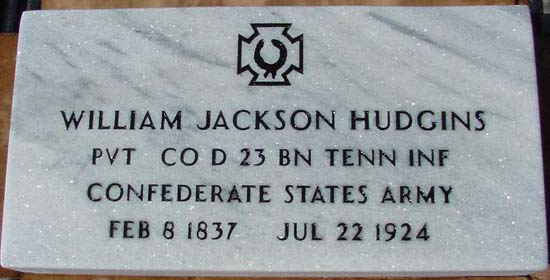 WILLIAM JACKSON HUDGINS
PVT CO D 23 BN TENN INF
CONFEDERATE STATES ARMY
FEB 8 1837 JUL 22 1924